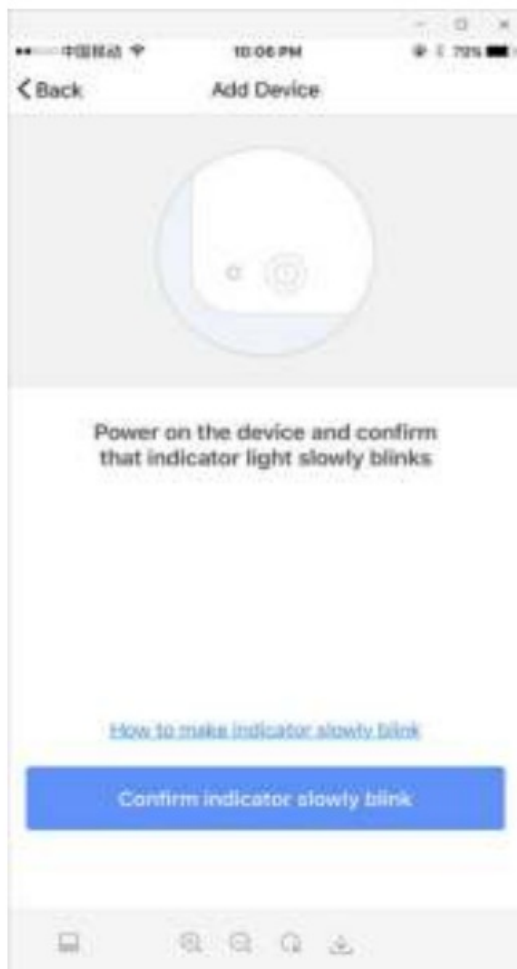 中国移动 10:06 PM 79%
Back Add Device
Power on the device and confirm
that indicator light slowly blinks
How to make indicator slowly blink
Confirm indicator slowly blink